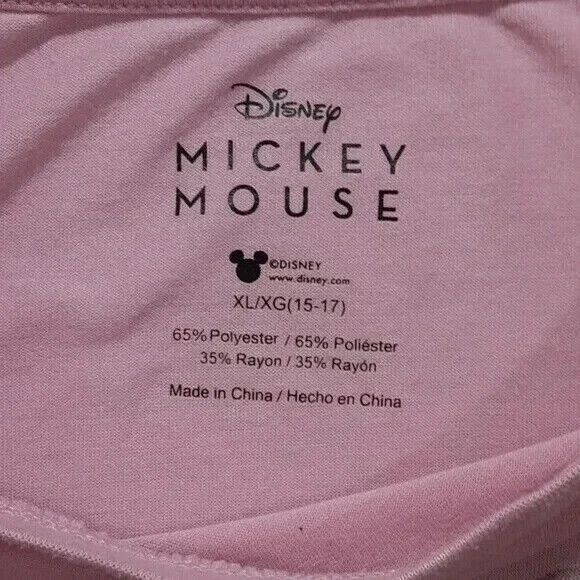 Disney
MICKEY
MOUSE
©DISNEY
www.disney.com
XL/XG(15-17)
65% Polyester / 65% Poliéster
35% Rayon / 35% Rayón
Made in China / Hecho en China